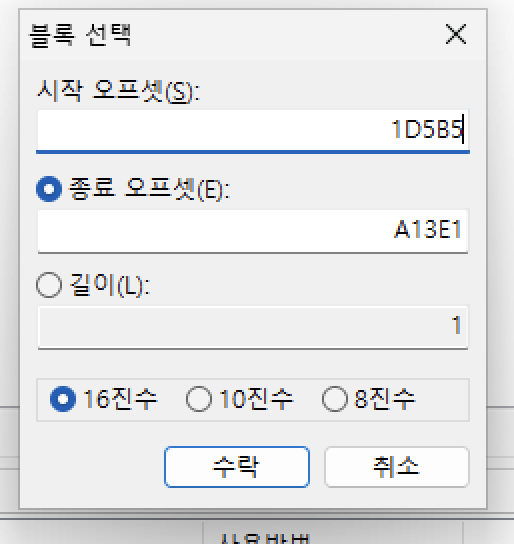 블록 선택
시작 오프셋(S):
1D5B5
종료 오프셋(E):
A13E1
길이(L):
1
16진수 10진수 8진수
수락 취소
사용방법